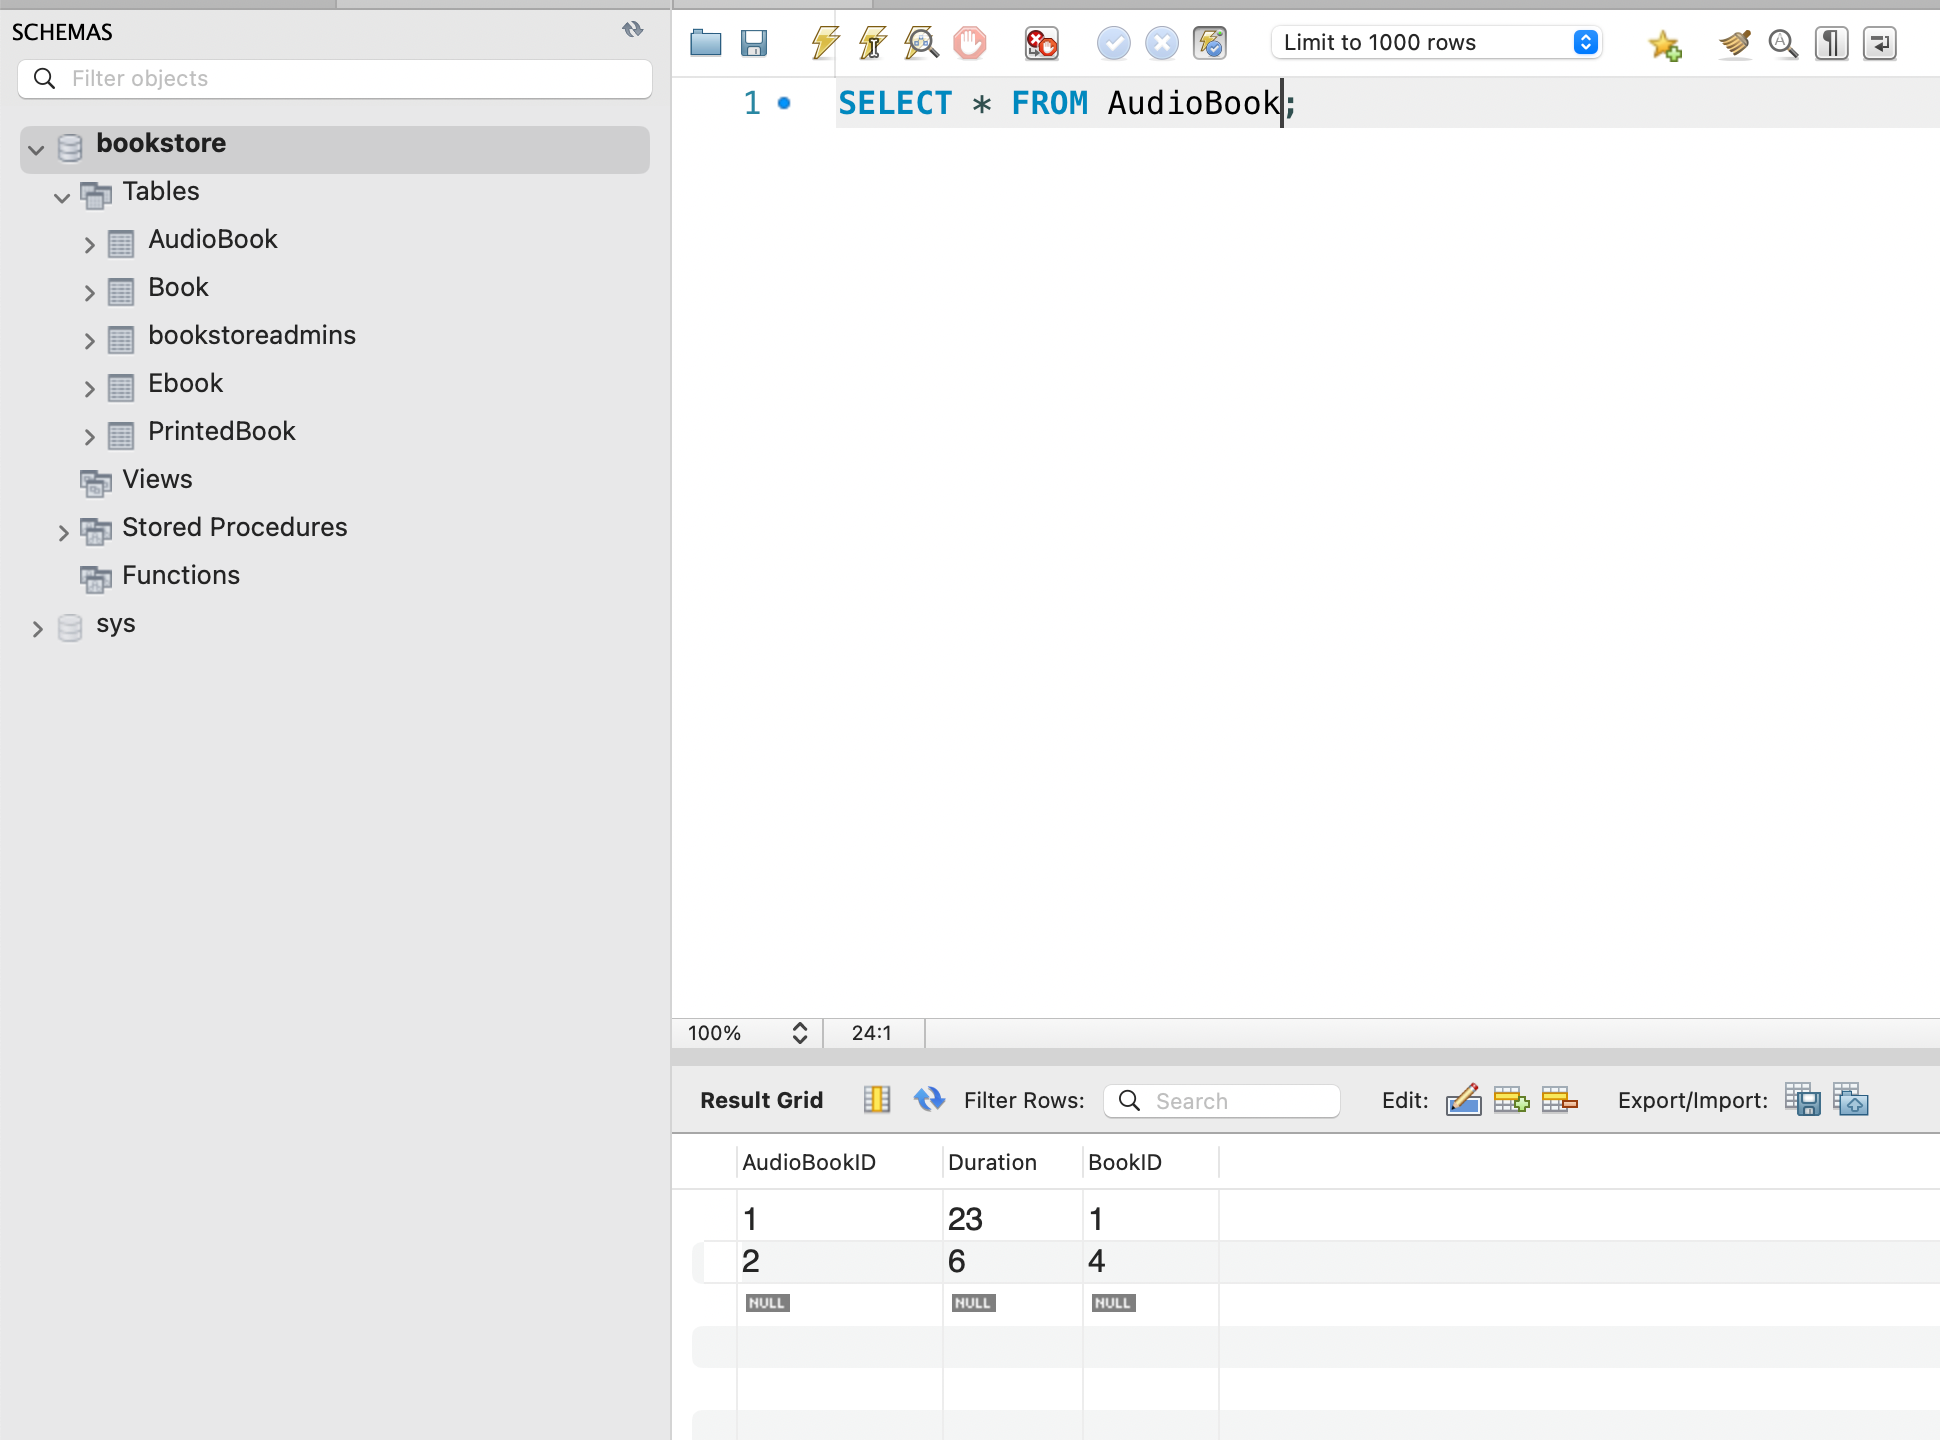 SCHEMAS
Filter objects
bookstore
Tables
AudioBook
Book
bookstoreadmins
Ebook
PrintedBook
Views
Stored Procedures
Functions
sys
Limit to 1000 rows
1 SELECT * FROM AudioBook;
100% 24:1
Result Grid Filter Rows: Search Edit: Export/Import:
AudioBookID Duration BookID
1 23 1
2 6 4
NULL NULL NULL